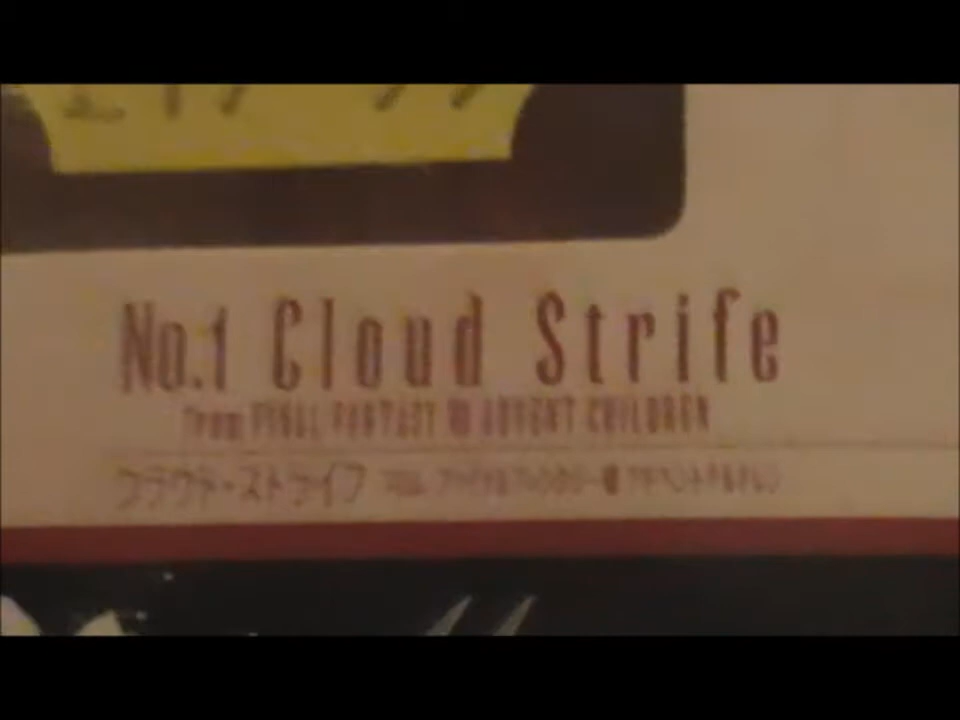 No.1 Cloud Strife
from FINAL FANTASY VII ADVENT CHILDREN
クラウド・ストライフ